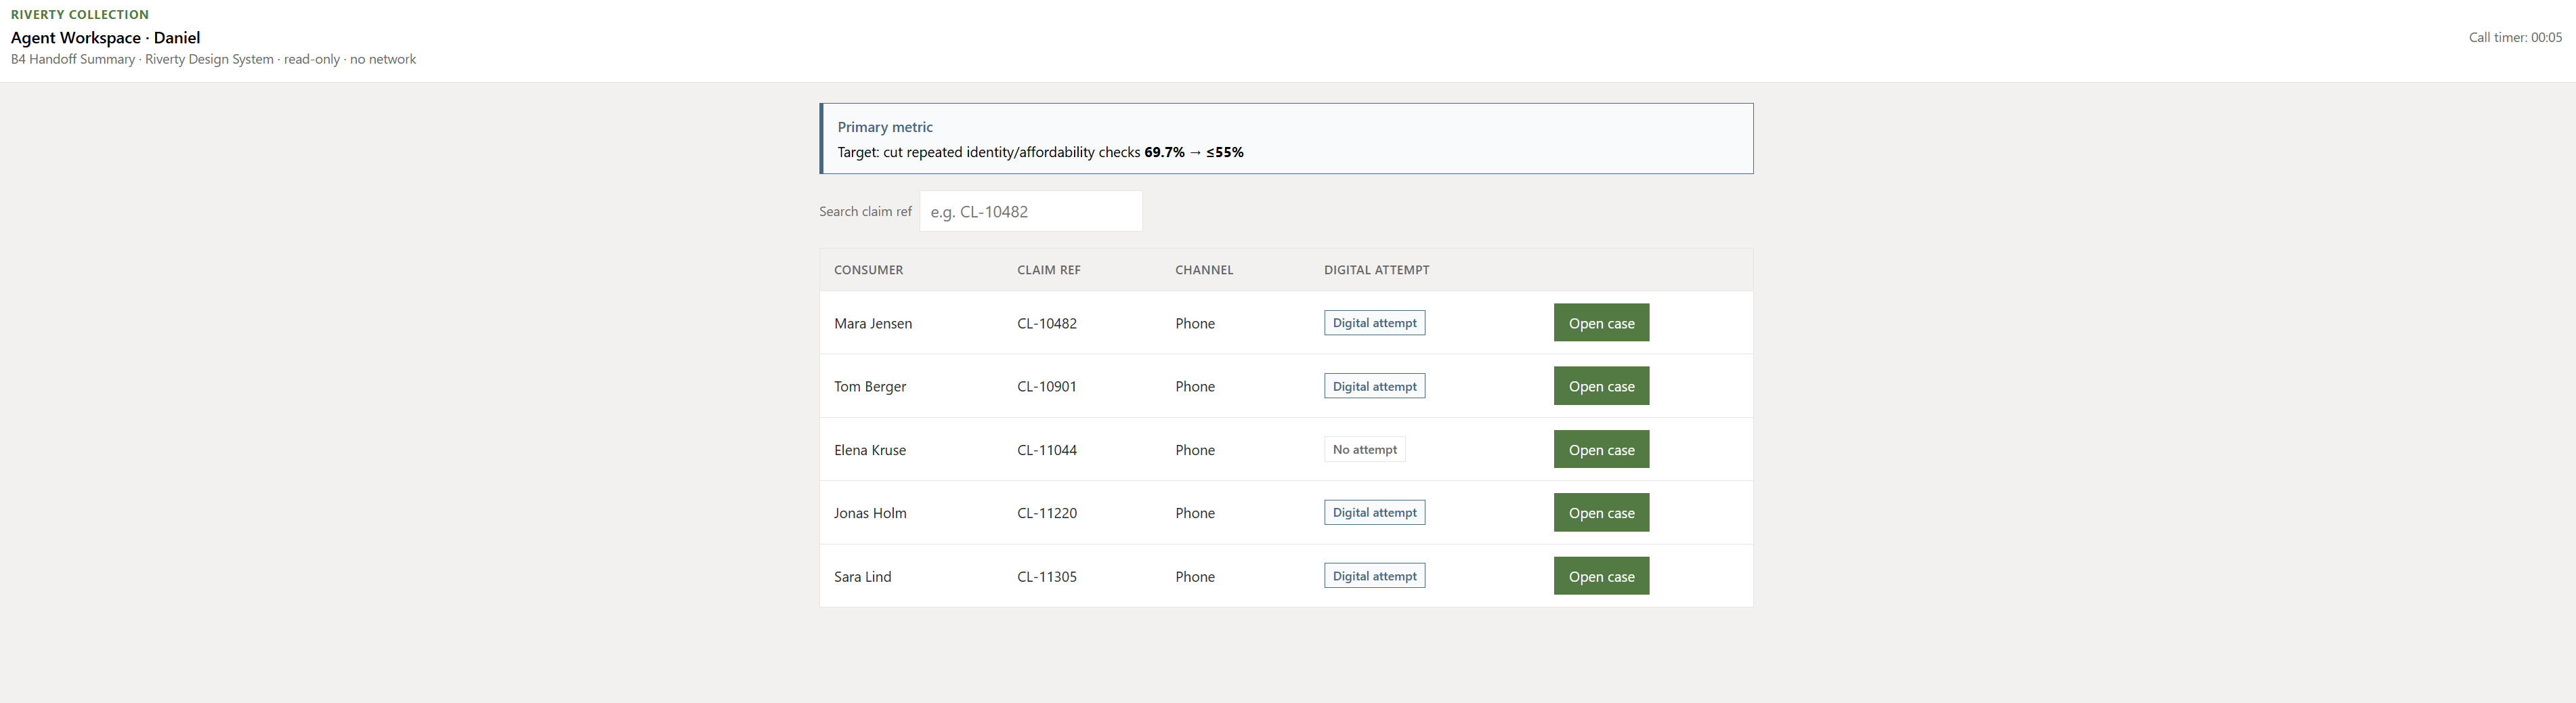 RIVERTY COLLECTION
Agent Workspace · Daniel
B4 Handoff Summary · Riverty Design System · read-only · no network
Call timer: 00:05
Primary metric
Target: cut repeated identity/affordability checks 69.7% → ≤55%
Search claim ref e.g. CL-10482
CONSUMER CLAIM REF CHANNEL DIGITAL ATTEMPT
Mara Jensen CL-10482 Phone Digital attempt Open case
Tom Berger CL-10901 Phone Digital attempt Open case
Elena Kruse CL-11044 Phone No attempt Open case
Jonas Holm CL-11220 Phone Digital attempt Open case
Sara Lind CL-11305 Phone Digital attempt Open case